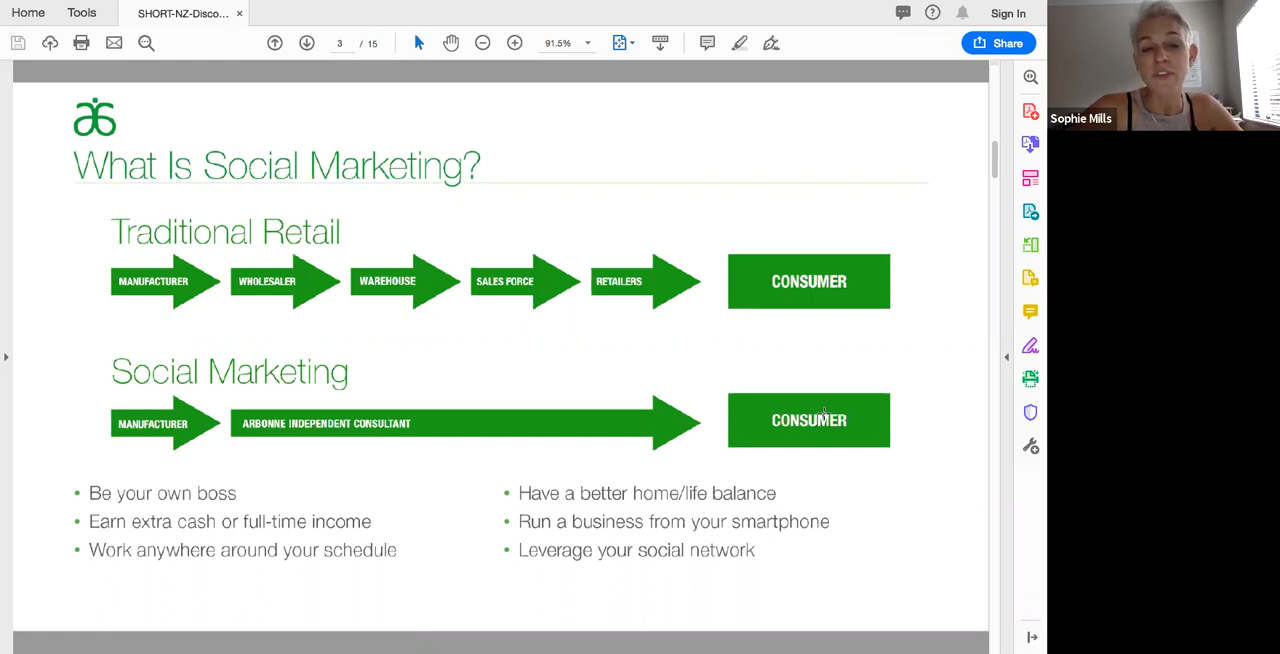 Home Tools SHORT-NZ-Disco... × Sign In
3 / 15 91.5% Share
Sophie Mills
What Is Social Marketing?
Traditional Retail
MANUFACTURER WHOLESALER WAREHOUSE SALES FORCE RETAILERS CONSUMER
Social Marketing
MANUFACTURER ARBONNE INDEPENDENT CONSULTANT CONSUMER
• Be your own boss
• Earn extra cash or full-time income
• Work anywhere around your schedule
• Have a better home/life balance
• Run a business from your smartphone
• Leverage your social network